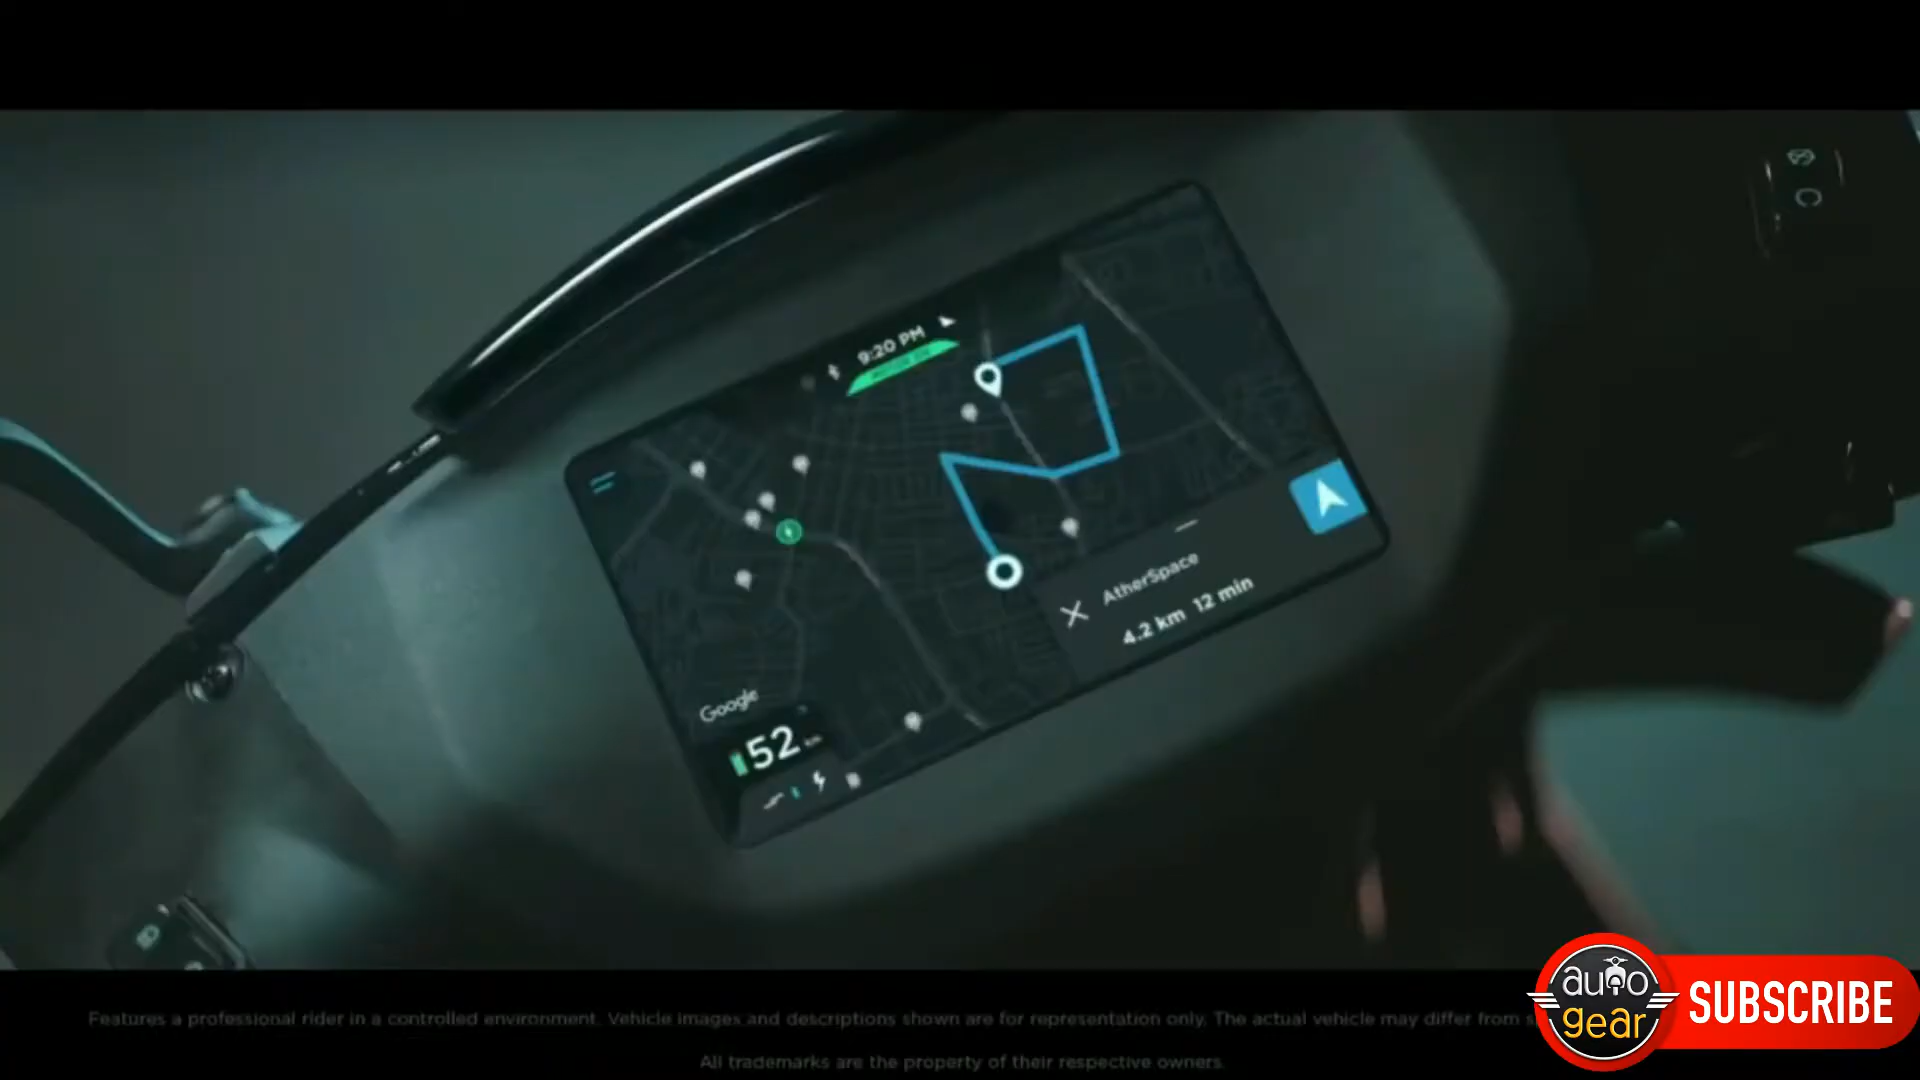 9:20 PM
AtherSpace
4.2 km 12 min
Google
52
Features a professional rider in a controlled environment. Vehicle images and descriptions shown are for representation only. The actual vehicle may differ from
All trademarks are the property of their respective owners.
auto
gear
SUBSCRIBE